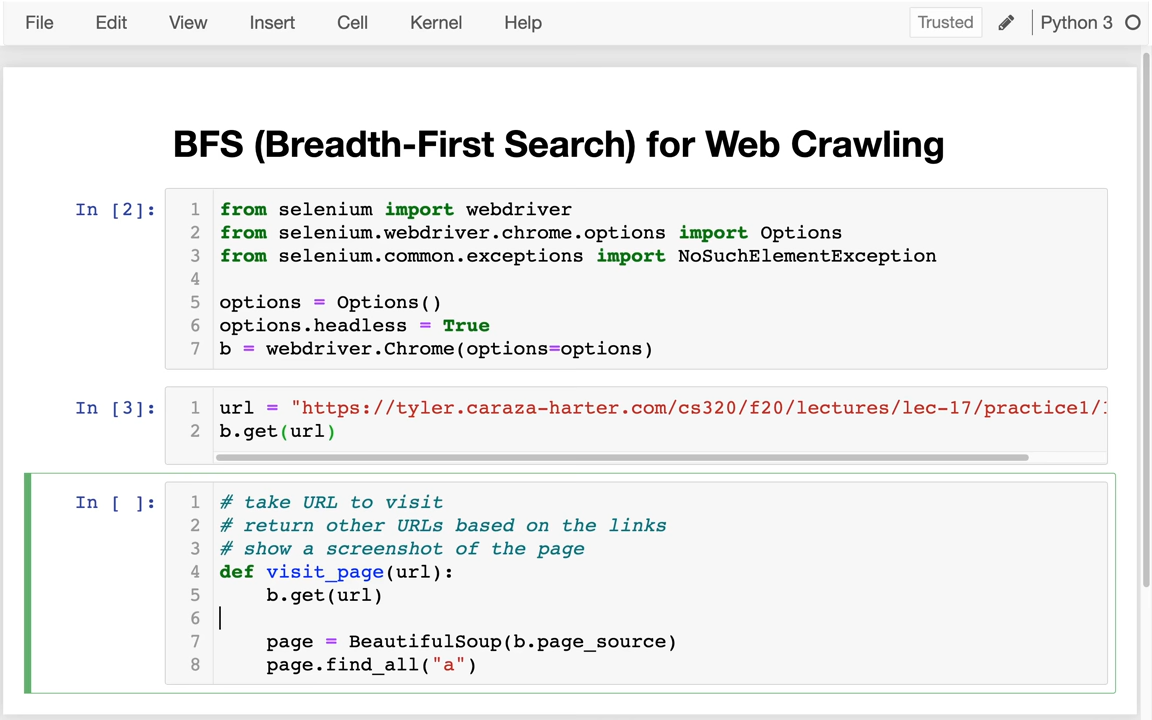 File Edit View Insert Cell Kernel Help Trusted Python 3
BFS (Breadth-First Search) for Web Crawling
In [2]:
1 from selenium import webdriver
2 from selenium.webdriver.chrome.options import Options
3 from selenium.common.exceptions import NoSuchElementException
4
5 options = Options()
6 options.headless = True
7 b = webdriver.Chrome(options=options)
In [3]:
1 url = "https://tyler.caraza-harter.com/cs320/f20/lectures/lec-17/practice1/
2 b.get(url)
In [ ]:
1 # take URL to visit
2 # return other URLs based on the links
3 # show a screenshot of the page
4 def visit_page(url):
5     b.get(url)
6
7     page = BeautifulSoup(b.page_source)
8     page.find_all("a")